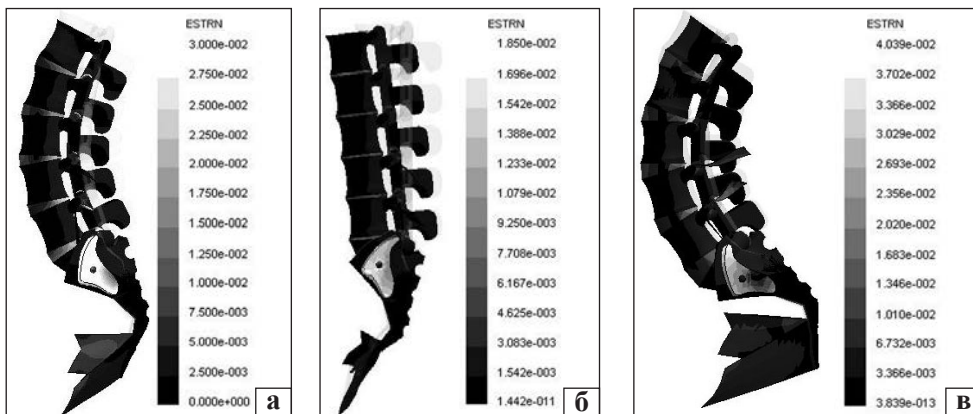 ESTRN
3.000e-002
2.750e-002
2.500e-002
2.250e-002
2.000e-002
1.750e-002
1.500e-002
1.250e-002
1.000e-002
7.500e-003
5.000e-003
2.500e-003
0.000e+000
а
ESTRN
1.850e-002
1.696e-002
1.542e-002
1.388e-002
1.233e-002
1.079e-002
9.250e-003
7.708e-003
6.167e-003
4.625e-003
3.083e-003
1.542e-003
1.442e-011
б
ESTRN
4.039e-002
3.702e-002
3.366e-002
3.029e-002
2.693e-002
2.356e-002
2.020e-002
1.683e-002
1.346e-002
1.010e-002
6.732e-003
3.366e-003
3.839e-013
в